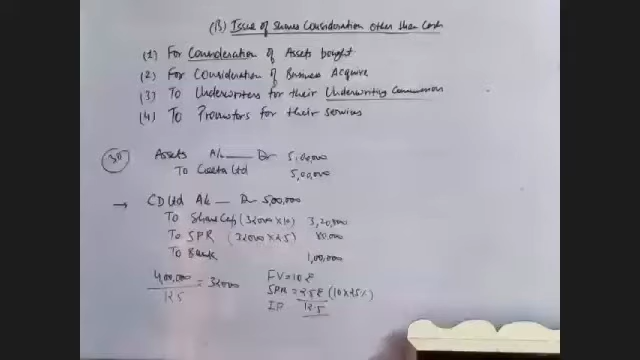 (B) Issue of Shares Consideration other than Cash
(1) For Consideration of Assets bought
(2) For Consideration of Business Acquire
(3) To Underwriters for their Underwriting Commission
(4) To Promotors for their services
Assets A/c Dr 5,00,000
To Ltd 5,00,000
→ CD Ltd A/c Dr 5,00,000
To Share Cap (32000×10) 3,20,000
To SPR (32000×2.5) 80,000
To Bank 1,00,000
400,000 / 12.5 = 32000
FV = 10 ₹
SPR = 2.5 ₹ (10×25%)
IP 12.5